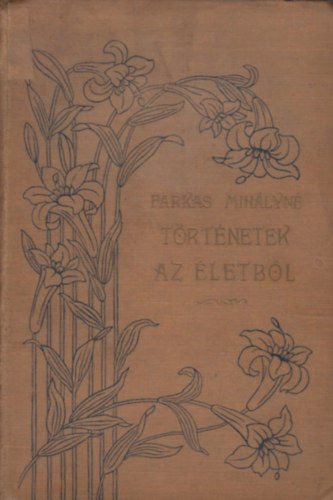 FARKAS MIHÁLYNÉ
TÖRTÉNETEK
AZ ÉLETBŐL